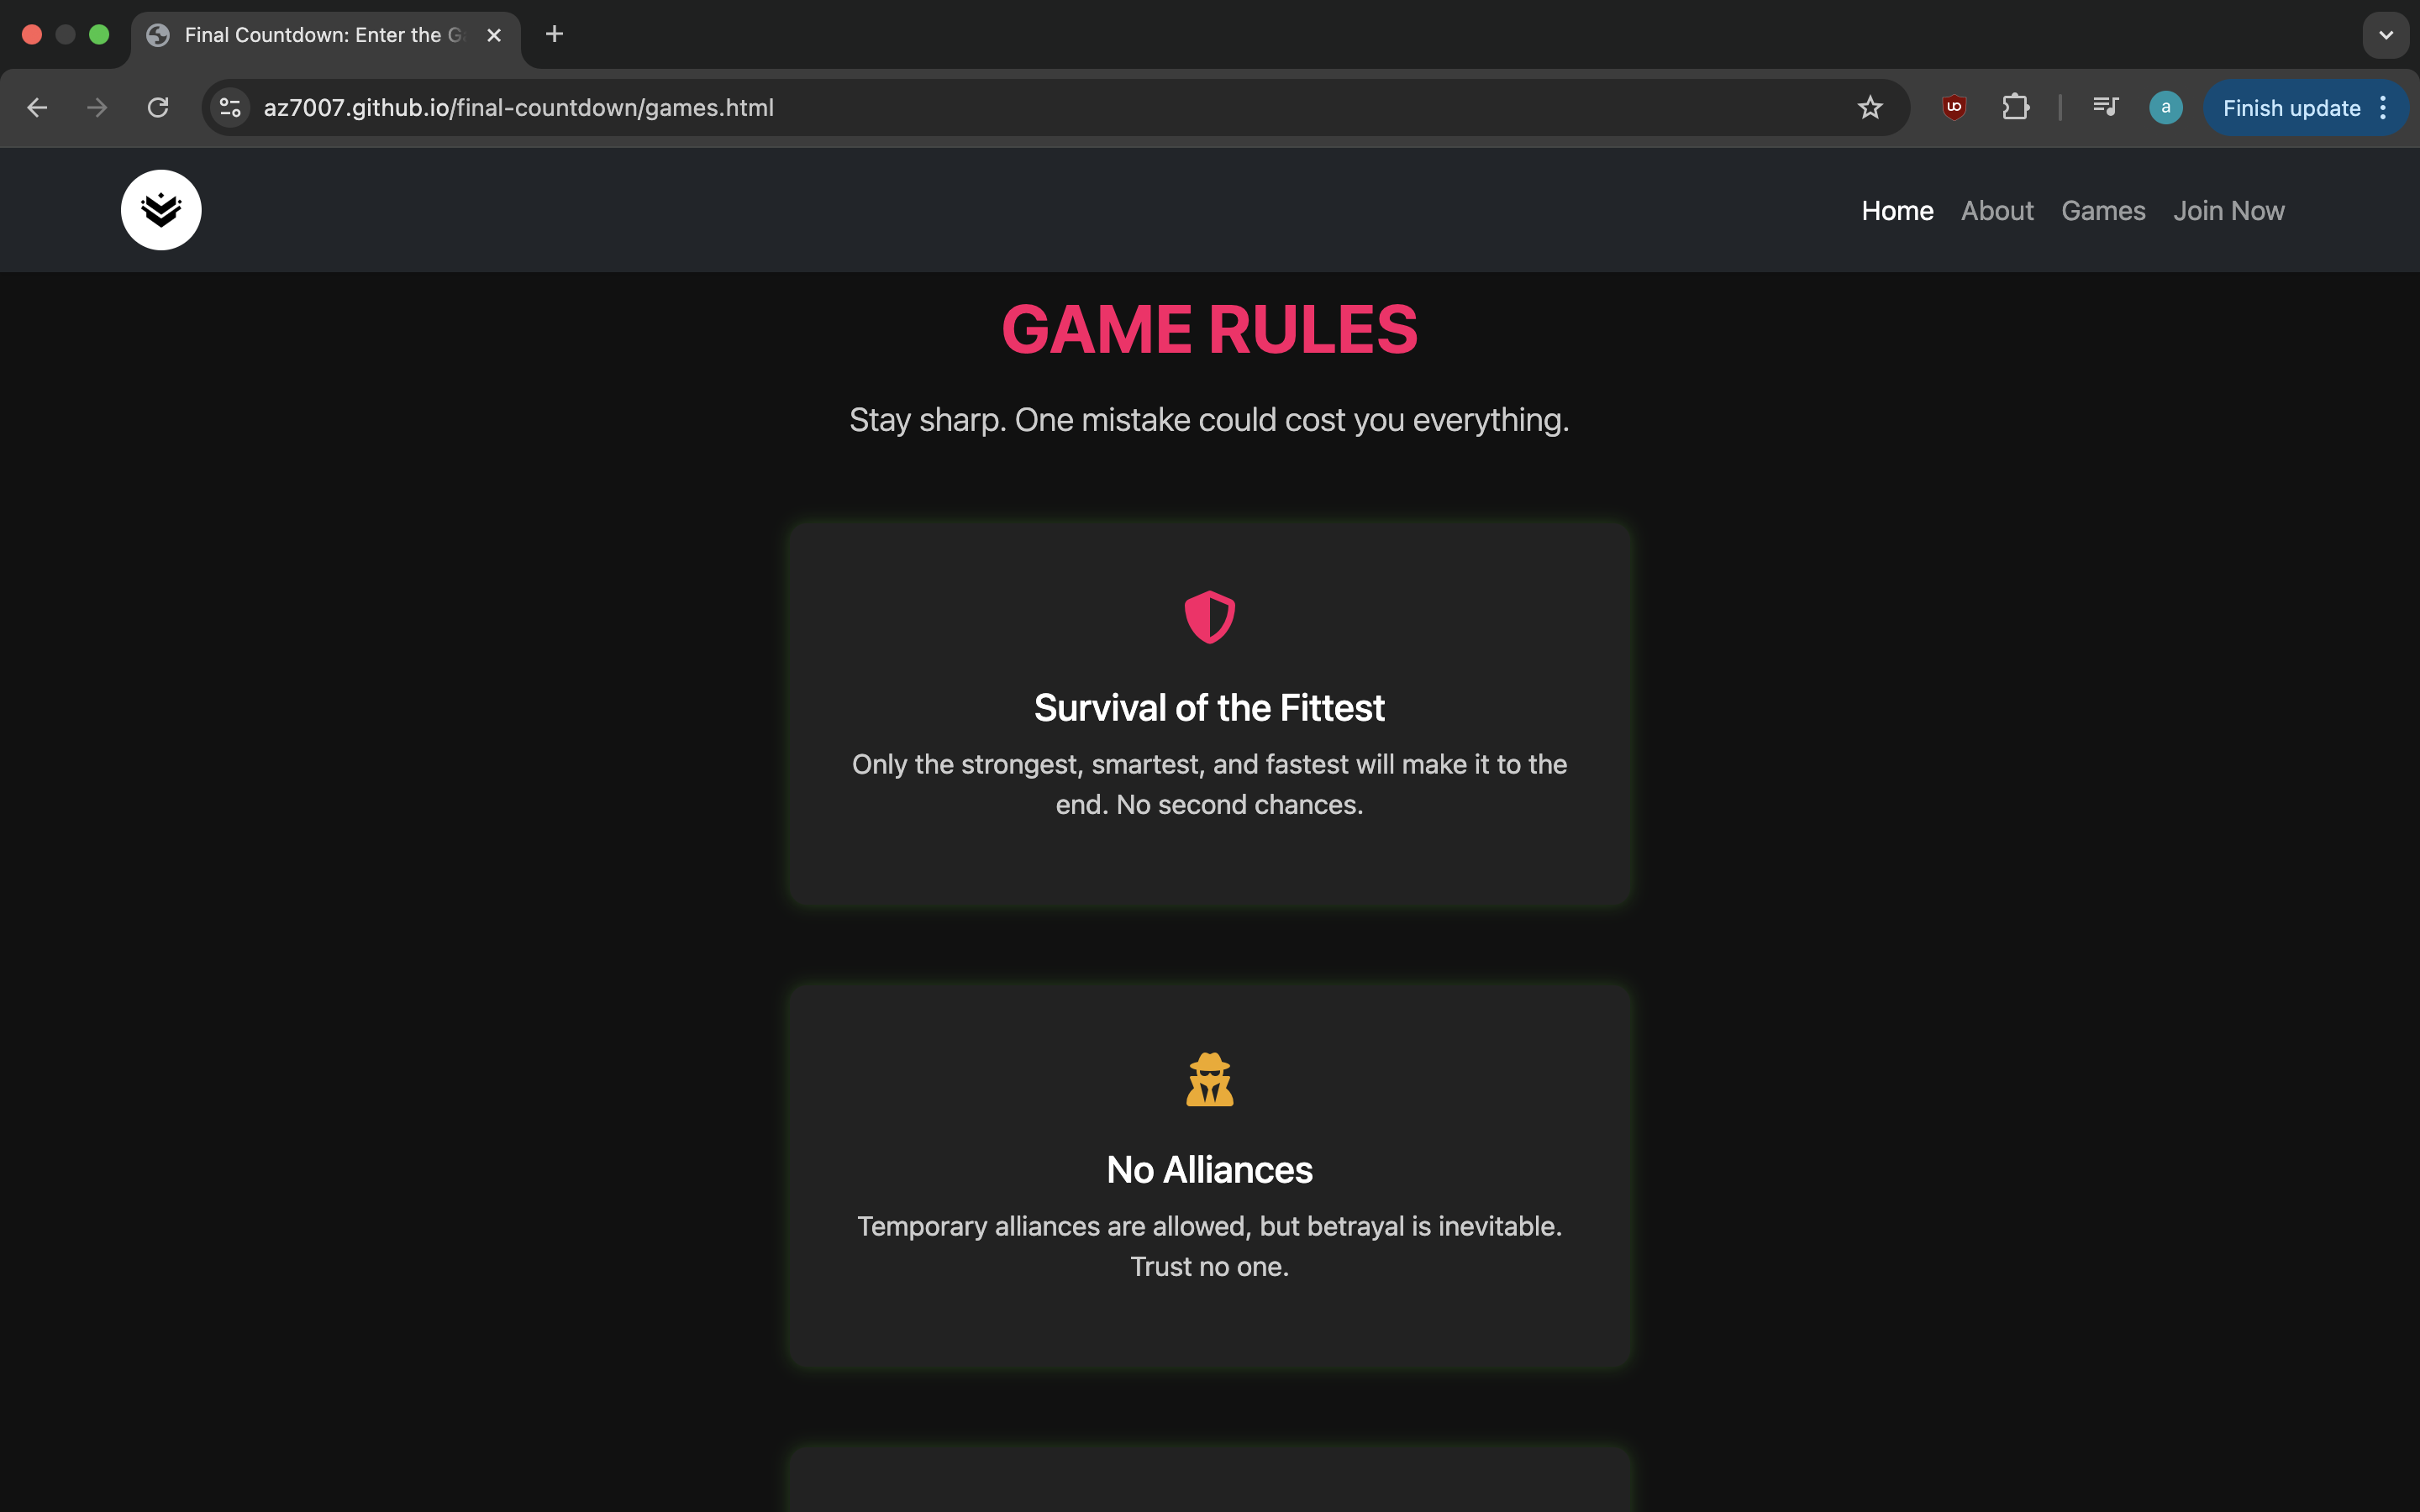 Final Countdown: Enter the G
az7007.github.io/final-countdown/games.html
a
Finish update
Home About Games Join Now
GAME RULES
Stay sharp. One mistake could cost you everything.
Survival of the Fittest
Only the strongest, smartest, and fastest will make it to the
end. No second chances.
No Alliances
Temporary alliances are allowed, but betrayal is inevitable.
Trust no one.